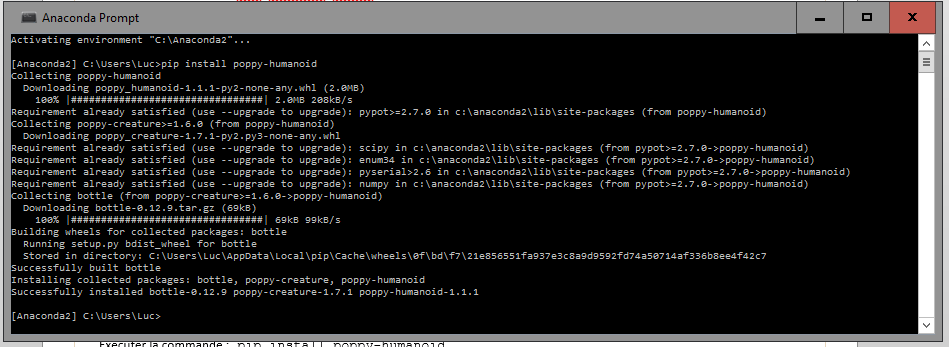 Anaconda Prompt
Activating environment "C:\Anaconda2"...
[Anaconda2] C:\Users\Luc>pip install poppy-humanoid
Collecting poppy-humanoid
Downloading poppy_humanoid-1.1.1-py2-none-any.whl (2.0MB)
100% |################################| 2.0MB 208kB/s
Requirement already satisfied (use --upgrade to upgrade): pypot>=2.7.0 in c:\anaconda2\lib\site-packages (from poppy-humanoid)
Collecting poppy-creature>=1.6.0 (from poppy-humanoid)
Downloading poppy_creature-1.7.1-py2.py3-none-any.whl
Requirement already satisfied (use --upgrade to upgrade): scipy in c:\anaconda2\lib\site-packages (from pypot>=2.7.0->poppy-humanoid)
Requirement already satisfied (use --upgrade to upgrade): enum34 in c:\anaconda2\lib\site-packages (from pypot>=2.7.0->poppy-humanoid)
Requirement already satisfied (use --upgrade to upgrade): pyserial>2.6 in c:\anaconda2\lib\site-packages (from pypot>=2.7.0->poppy-humanoid)
Requirement already satisfied (use --upgrade to upgrade): numpy in c:\anaconda2\lib\site-packages (from pypot>=2.7.0->poppy-humanoid)
Collecting bottle (from poppy-creature>=1.6.0->poppy-humanoid)
Downloading bottle-0.12.9.tar.gz (69kB)
100% |################################| 69kB 99kB/s
Building wheels for collected packages: bottle
Running setup.py bdist_wheel for bottle
Stored in directory: C:\Users\Luc\AppData\Local\pip\Cache\wheels\0f\bd\f7\21e856551fa937e3c8a9d9592fd74a50714af336b8ee4f42c7
Successfully built bottle
Installing collected packages: bottle, poppy-creature, poppy-humanoid
Successfully installed bottle-0.12.9 poppy-creature-1.7.1 poppy-humanoid-1.1.1
[Anaconda2] C:\Users\Luc>
Exécuter la commande : pip install poppy-humanoid